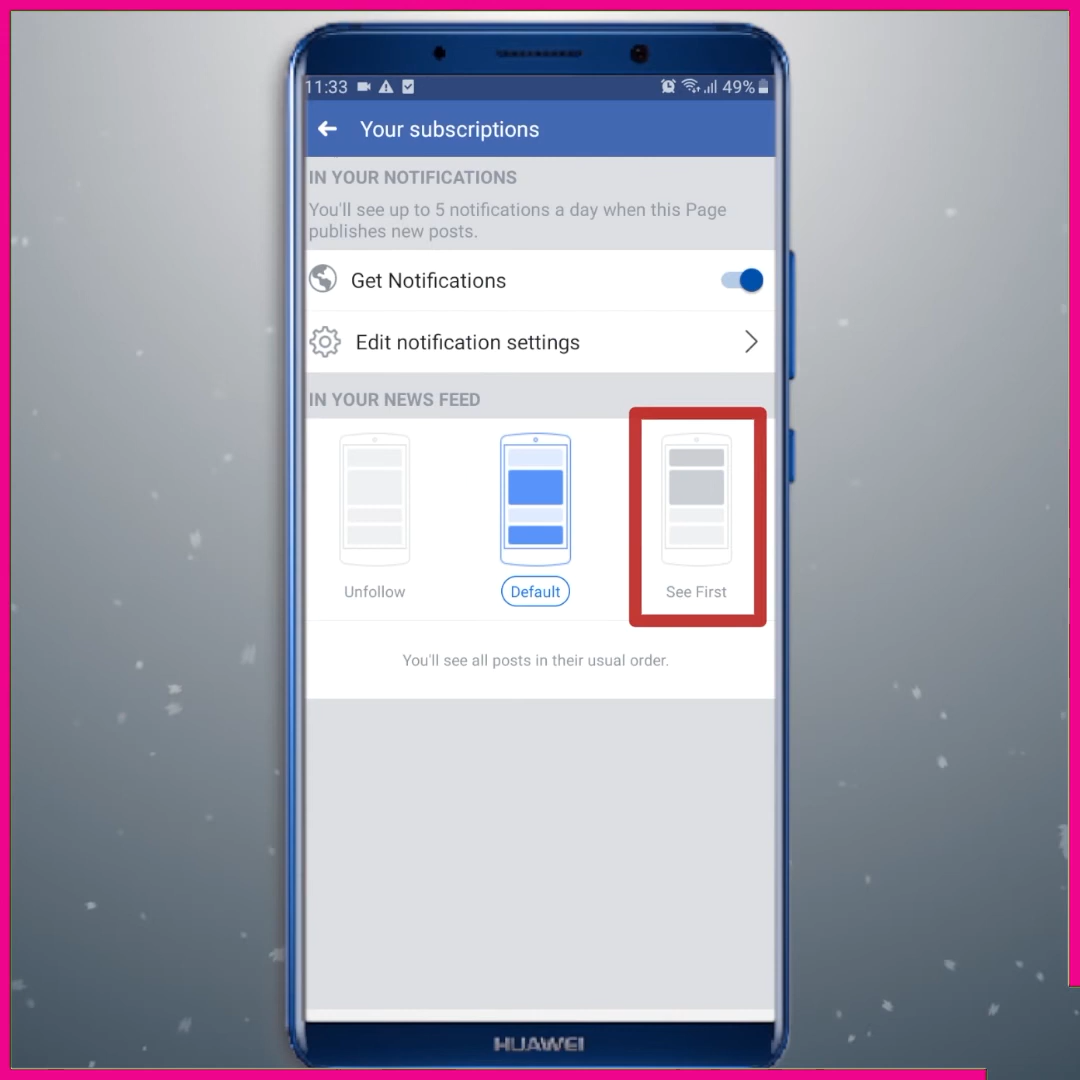 11:33
49%
Your subscriptions
IN YOUR NOTIFICATIONS
You'll see up to 5 notifications a day when this Page
publishes new posts.
Get Notifications
Edit notification settings
IN YOUR NEWS FEED
Unfollow
Default
See First
You'll see all posts in their usual order.
HUAWEI